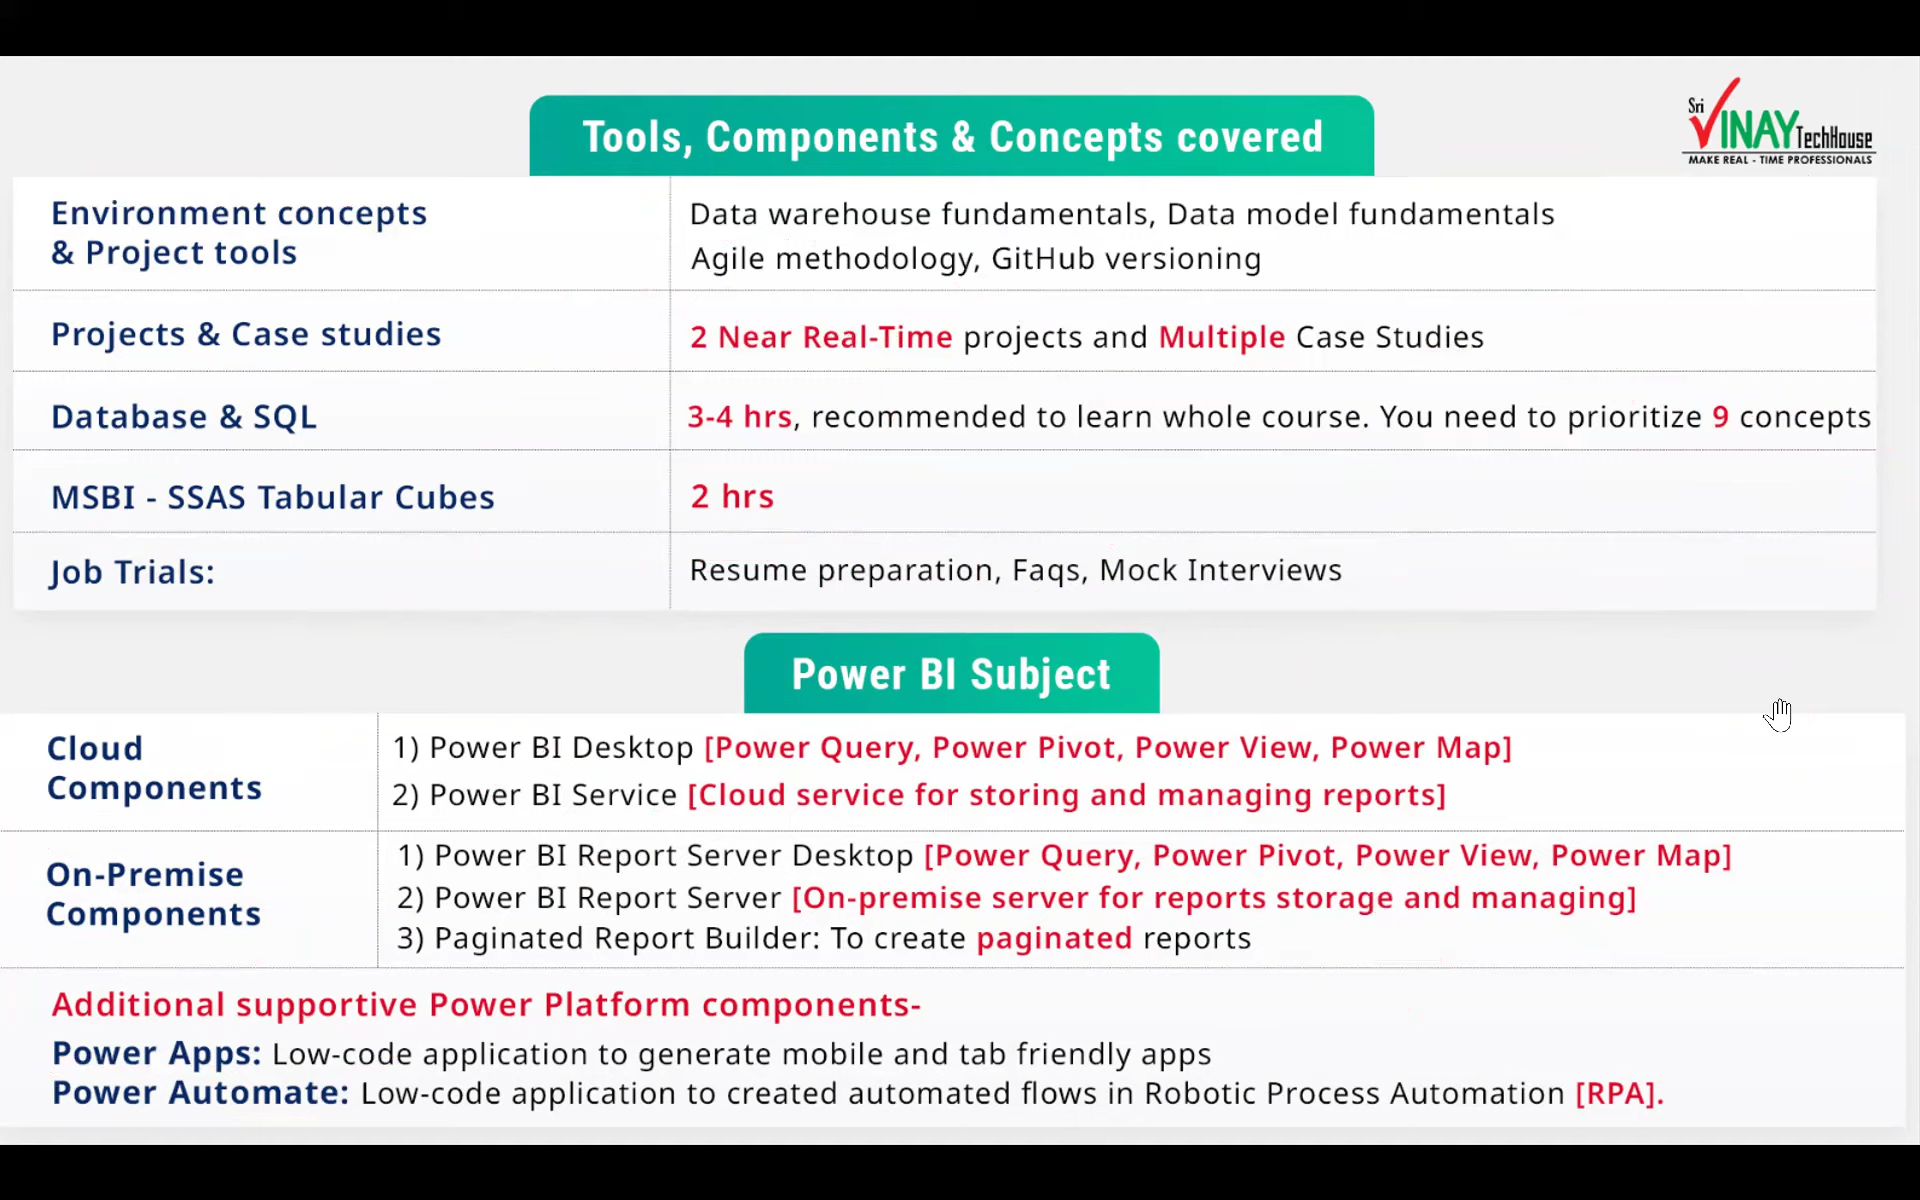 Sri VINAY TechHouse
MAKE REAL - TIME PROFESSIONALS
Tools, Components & Concepts covered
Environment concepts
& Project tools
Data warehouse fundamentals, Data model fundamentals
Agile methodology, GitHub versioning
Projects & Case studies
2 Near Real-Time projects and Multiple Case Studies
Database & SQL
3-4 hrs, recommended to learn whole course. You need to prioritize 9 concepts
MSBI - SSAS Tabular Cubes
2 hrs
Job Trials:
Resume preparation, Faqs, Mock Interviews
Power BI Subject
Cloud
Components
1) Power BI Desktop [Power Query, Power Pivot, Power View, Power Map]
2) Power BI Service [Cloud service for storing and managing reports]
On-Premise
Components
1) Power BI Report Server Desktop [Power Query, Power Pivot, Power View, Power Map]
2) Power BI Report Server [On-premise server for reports storage and managing]
3) Paginated Report Builder: To create paginated reports
Additional supportive Power Platform components-
Power Apps: Low-code application to generate mobile and tab friendly apps
Power Automate: Low-code application to created automated flows in Robotic Process Automation [RPA].